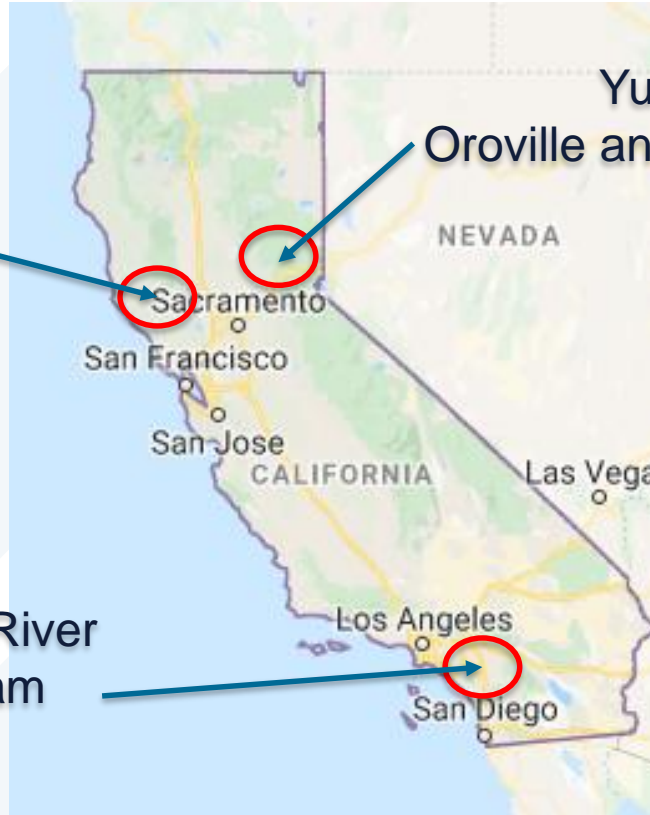 Yu
Oroville an
NEVADA
Sacramento
San Francisco
San Jose
CALIFORNIA
Las Vega
River
am
Los Angeles
San Diego